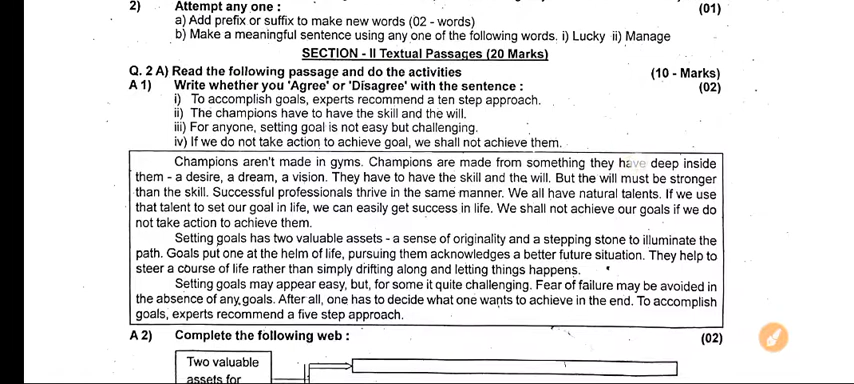 2) Attempt any one : (01)
a) Add prefix or suffix to make new words (02 - words)
b) Make a meaningful sentence using any one of the following words. i) Lucky ii) Manage
SECTION - II Textual Passages (20 Marks)
Q. 2 A) Read the following passage and do the activities (10 - Marks)
A 1) Write whether you 'Agree' or 'Disagree' with the sentence : (02)
i) To accomplish goals, experts recommend a ten step approach.
ii) The champions have to have the skill and the will.
iii) For anyone, setting goal is not easy but challenging.
iv) If we do not take action to achieve goal, we shall not achieve them.
Champions aren't made in gyms. Champions are made from something they have deep inside
them - a desire, a dream, a vision. They have to have the skill and the will. But the will must be stronger
than the skill. Successful professionals thrive in the same manner. We all have natural talents. If we use
that talent to set our goal in life, we can easily get success in life. We shall not achieve our goals if we do
not take action to achieve them.
Setting goals has two valuable assets - a sense of originality and a stepping stone to illuminate the
path. Goals put one at the helm of life, pursuing them acknowledges a better future situation. They help to
steer a course of life rather than simply drifting along and letting things happens.
Setting goals may appear easy, but, for some it quite challenging. Fear of failure may be avoided in
the absence of any goals. After all, one has to decide what one wants to achieve in the end. To accomplish
goals, experts recommend a five step approach.
A 2) Complete the following web : (02)
Two valuable
assets for